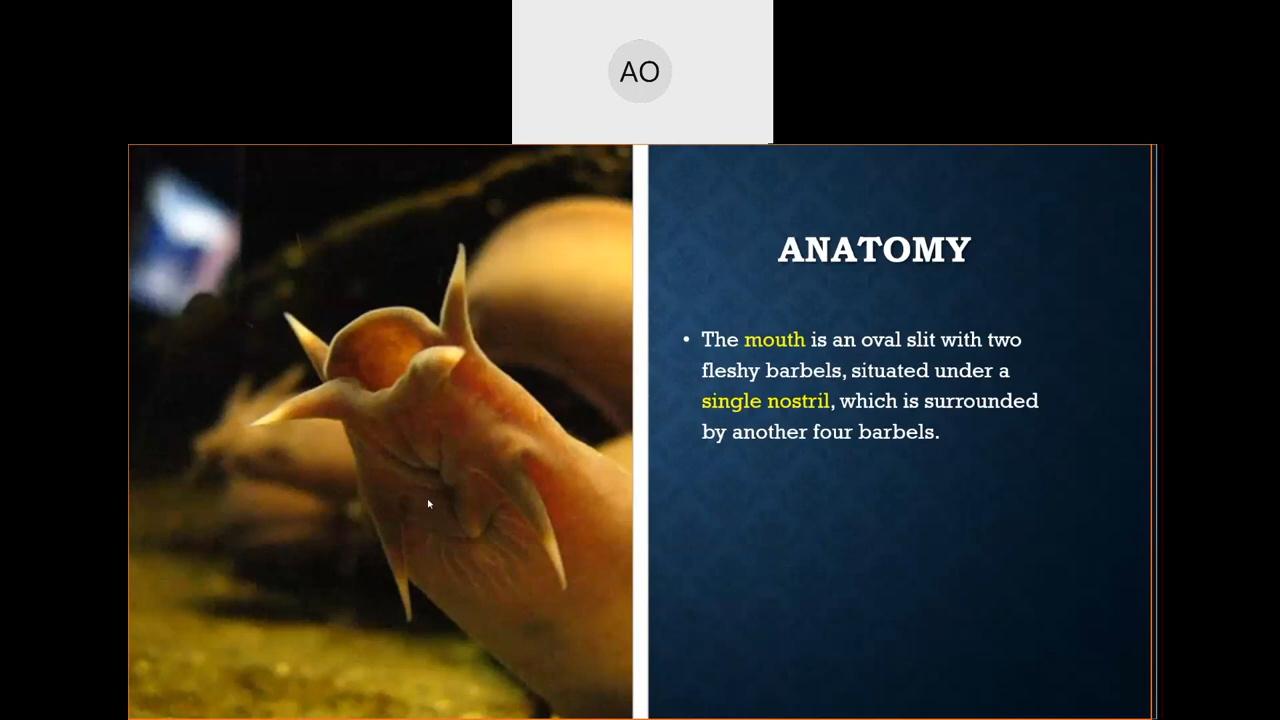 AO
ANATOMY
• The mouth is an oval slit with two
fleshy barbels, situated under a
single nostril, which is surrounded
by another four barbels.